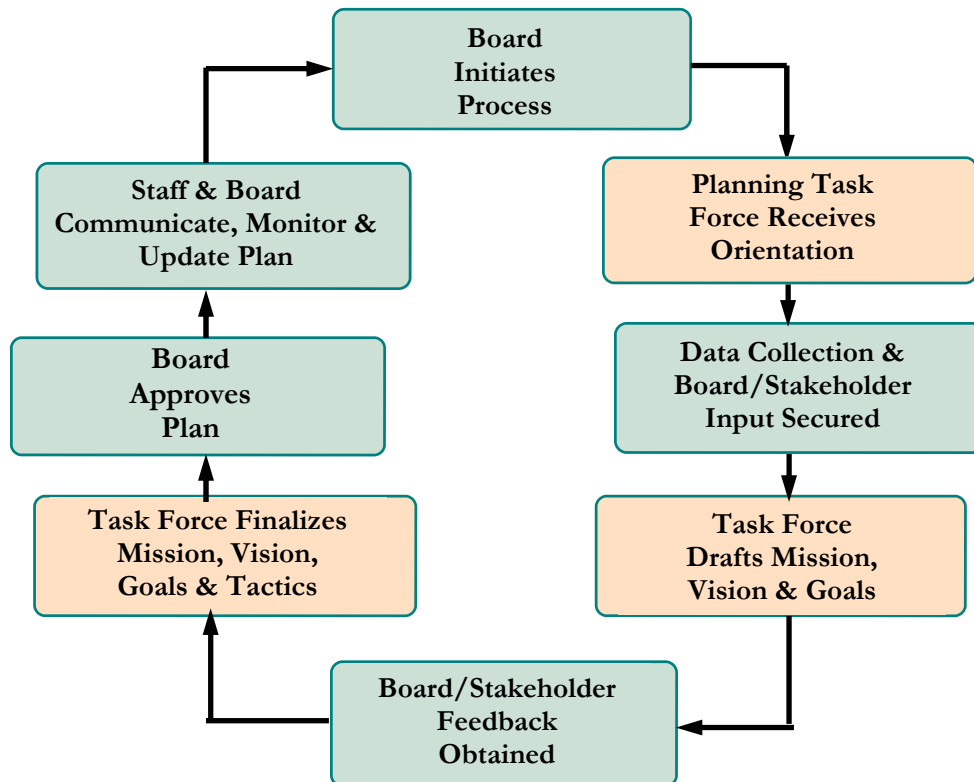 Board
Initiates
Process
Planning Task
Force Receives
Orientation
Data Collection &
Board/Stakeholder
Input Secured
Task Force
Drafts Mission,
Vision & Goals
Board/Stakeholder
Feedback
Obtained
Task Force Finalizes
Mission, Vision,
Goals & Tactics
Board
Approves
Plan
Staff & Board
Communicate, Monitor &
Update Plan